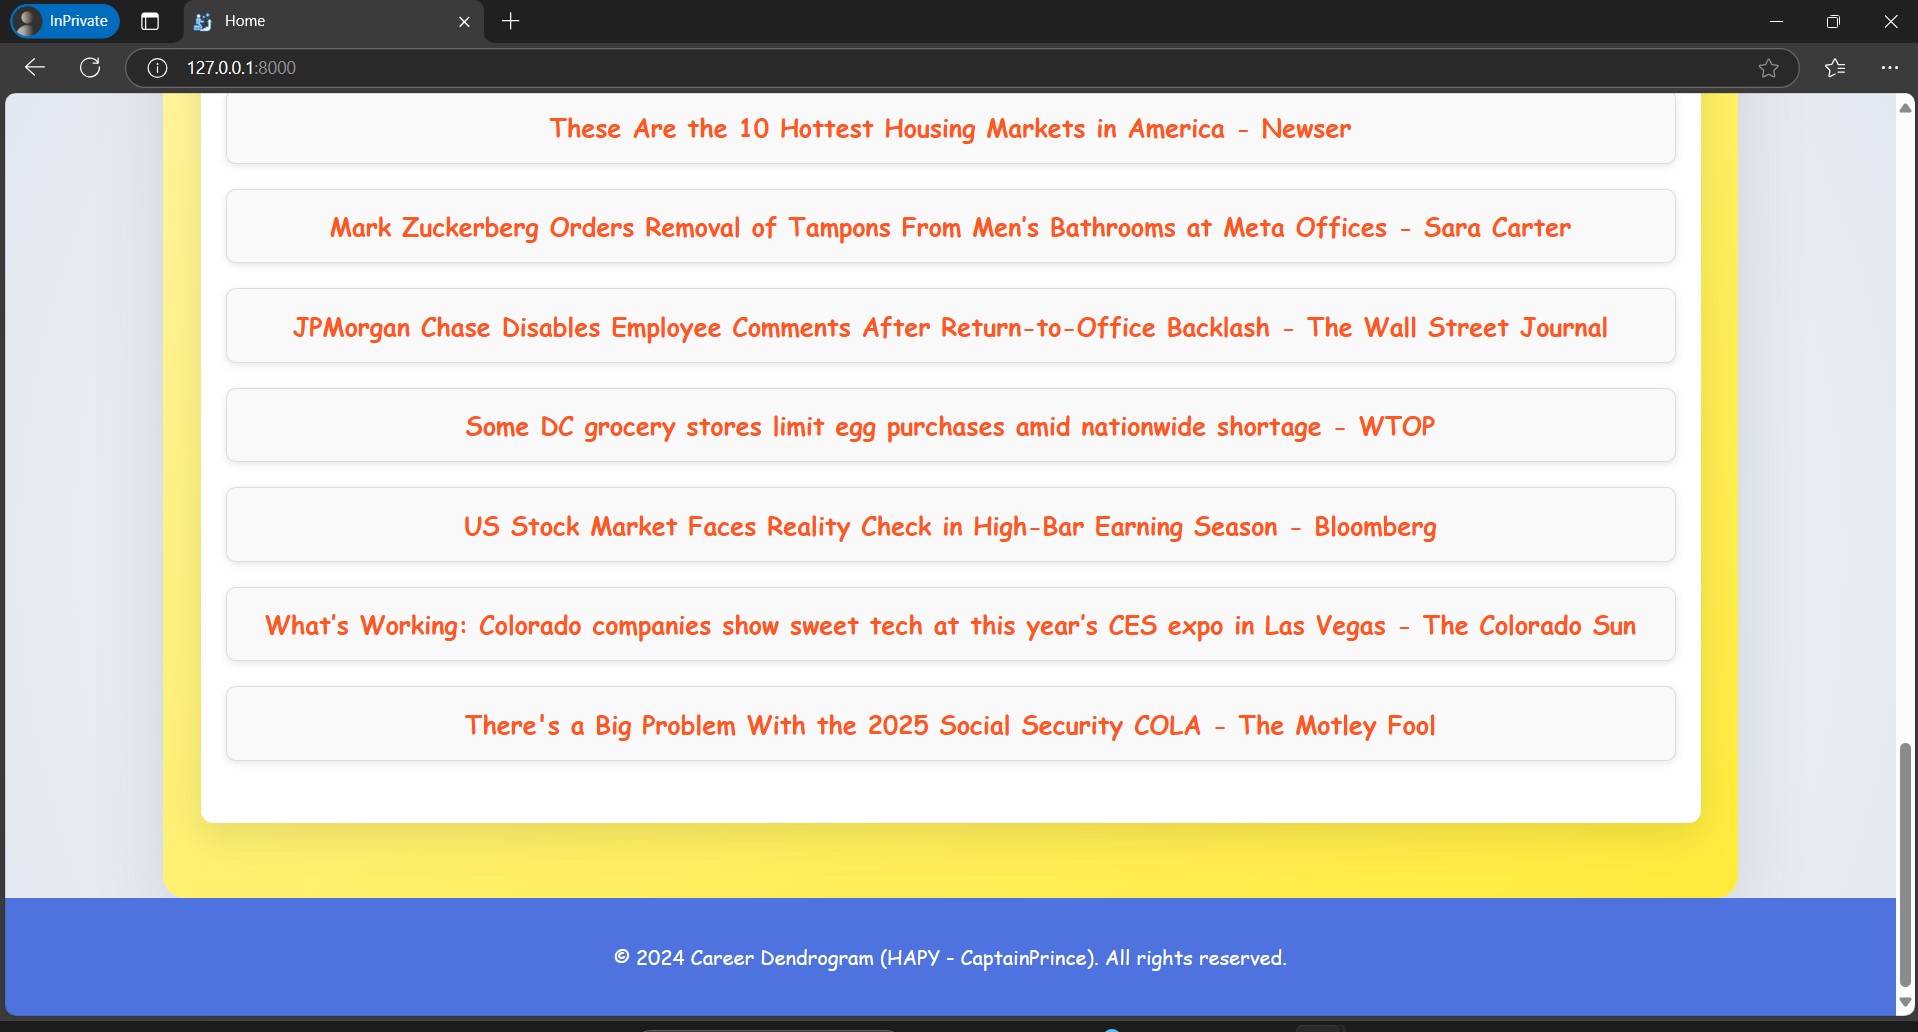 InPrivate
Home
127.0.0.1:8000
These Are the 10 Hottest Housing Markets in America - Newser
Mark Zuckerberg Orders Removal of Tampons From Men’s Bathrooms at Meta Offices - Sara Carter
JPMorgan Chase Disables Employee Comments After Return-to-Office Backlash - The Wall Street Journal
Some DC grocery stores limit egg purchases amid nationwide shortage - WTOP
US Stock Market Faces Reality Check in High-Bar Earning Season - Bloomberg
What’s Working: Colorado companies show sweet tech at this year’s CES expo in Las Vegas - The Colorado Sun
There's a Big Problem With the 2025 Social Security COLA - The Motley Fool
© 2024 Career Dendrogram (HAPY - CaptainPrince). All rights reserved.